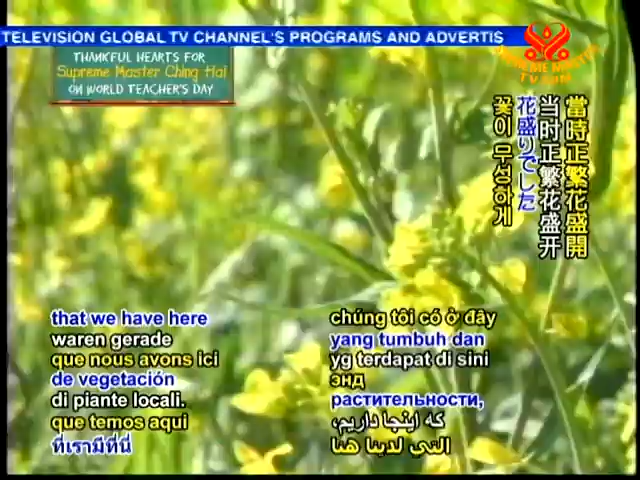 TELEVISION GLOBAL TV CHANNEL'S PROGRAMS AND ADVERTIS
SUPREME MASTER
TV.COM
THANKFUL HEARTS FOR
Supreme Master Ching Hai
ON WORLD TEACHER'S DAY
當時正繁花盛開
当时正繁花盛开
花盛りでした
꽃이 무성하게
that we have here
waren gerade
que nous avons ici
de vegetación
di piante locali.
que temos aqui
ที่เรามีที่นี่
chúng tôi có ở đây
yang tumbuh dan
yg terdapat di sini
энд
растительности,
که اینجا داریم،
التي لدينا هنا